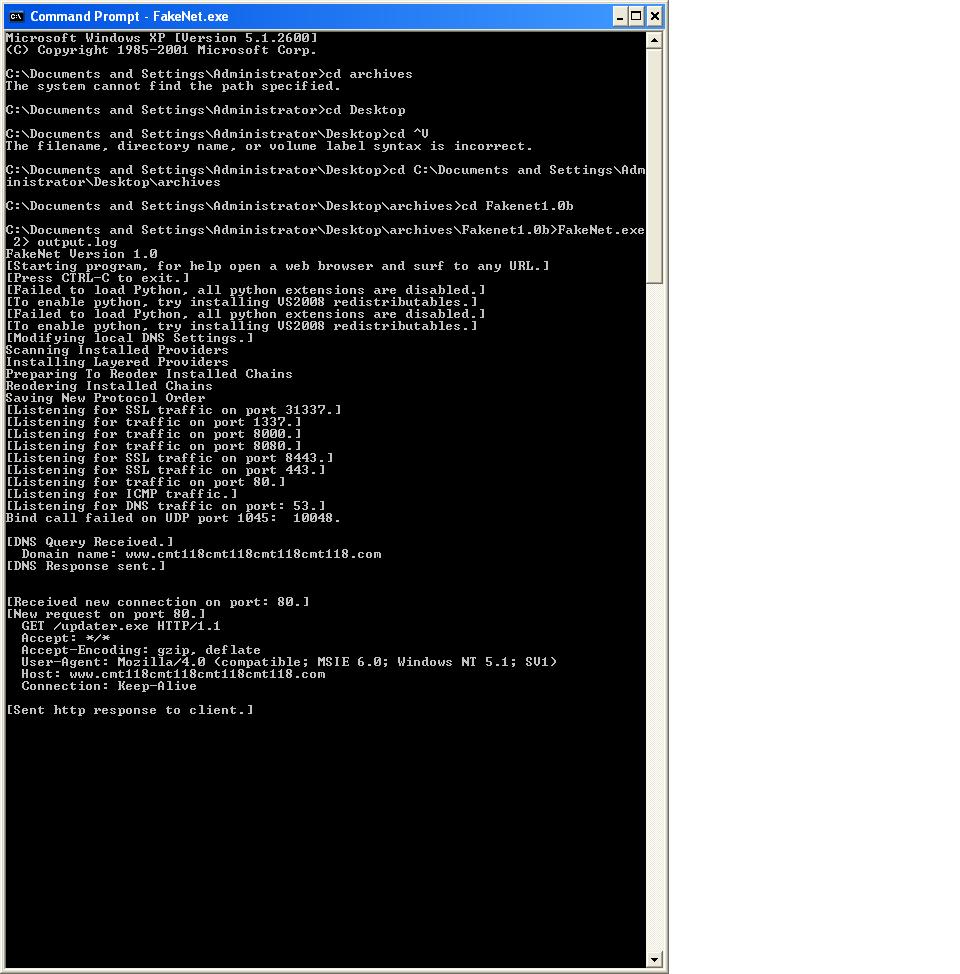 Command Prompt - FakeNet.exe
Microsoft Windows XP [Version 5.1.2600]
(C) Copyright 1985-2001 Microsoft Corp.
C:\Documents and Settings\Administrator>cd archives
The system cannot find the path specified.
C:\Documents and Settings\Administrator>cd Desktop
C:\Documents and Settings\Administrator\Desktop>cd ^V
The filename, directory name, or volume label syntax is incorrect.
C:\Documents and Settings\Administrator\Desktop>cd C:\Documents and Settings\Adm
inistrator\Desktop\archives
C:\Documents and Settings\Administrator\Desktop\archives>cd Fakenet1.0b
C:\Documents and Settings\Administrator\Desktop\archives\Fakenet1.0b>FakeNet.exe
 2> output.log
FakeNet Version 1.0
[Starting program, for help open a web browser and surf to any URL.]
[Press CTRL-C to exit.]
[Failed to load Python, all python extensions are disabled.]
[To enable python, try installing VS2008 redistributables.]
[Failed to load Python, all python extensions are disabled.]
[To enable python, try installing VS2008 redistributables.]
[Modifying local DNS Settings.]
Scanning Installed Providers
Installing Layered Providers
Preparing To Reoder Installed Chains
Reodering Installed Chains
Saving New Protocol Order
[Listening for SSL traffic on port 31337.]
[Listening for traffic on port 1337.]
[Listening for traffic on port 8000.]
[Listening for traffic on port 8080.]
[Listening for SSL traffic on port 8443.]
[Listening for SSL traffic on port 443.]
[Listening for traffic on port 80.]
[Listening for ICMP traffic.]
[Listening for DNS traffic on port: 53.]
Bind call failed on UDP port 1045:  10048.
[DNS Query Received.]
  Domain name: www.cmt118cmt118cmt118cmt118.com
[DNS Response sent.]
[Received new connection on port: 80.]
[New request on port 80.]
  GET /updater.exe HTTP/1.1
  Accept: */*
  Accept-Encoding: gzip, deflate
  User-Agent: Mozilla/4.0 (compatible; MSIE 6.0; Windows NT 5.1; SV1)
  Host: www.cmt118cmt118cmt118cmt118.com
  Connection: Keep-Alive
[Sent http response to client.]